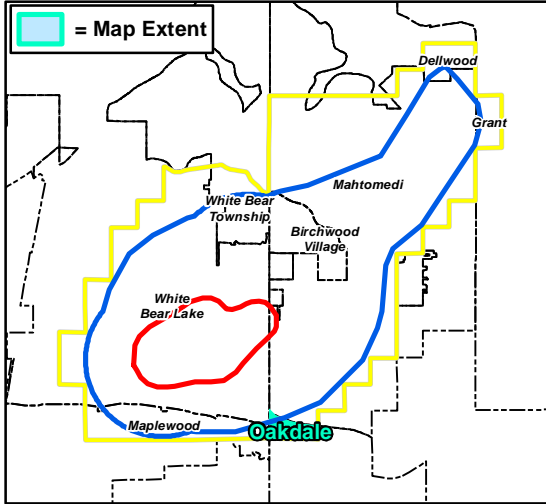 = Map Extent
Dellwood
Grant
Mahtomedi
White Bear
Township
Birchwood
Village
White
Bear Lake
Maplewood
Oakdale